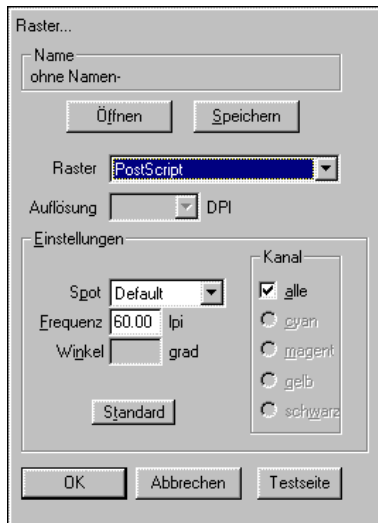 Raster...
Name
ohne Namen-
Öffnen Speichern
Raster PostScript
Auflösung DPI
Einstellungen
Kanal
alle
Spot Default
cyan
Frequenz 60.00 lpi
magent
Winkel grad
gelb
Standard
schwarz
OK Abbrechen Testseite